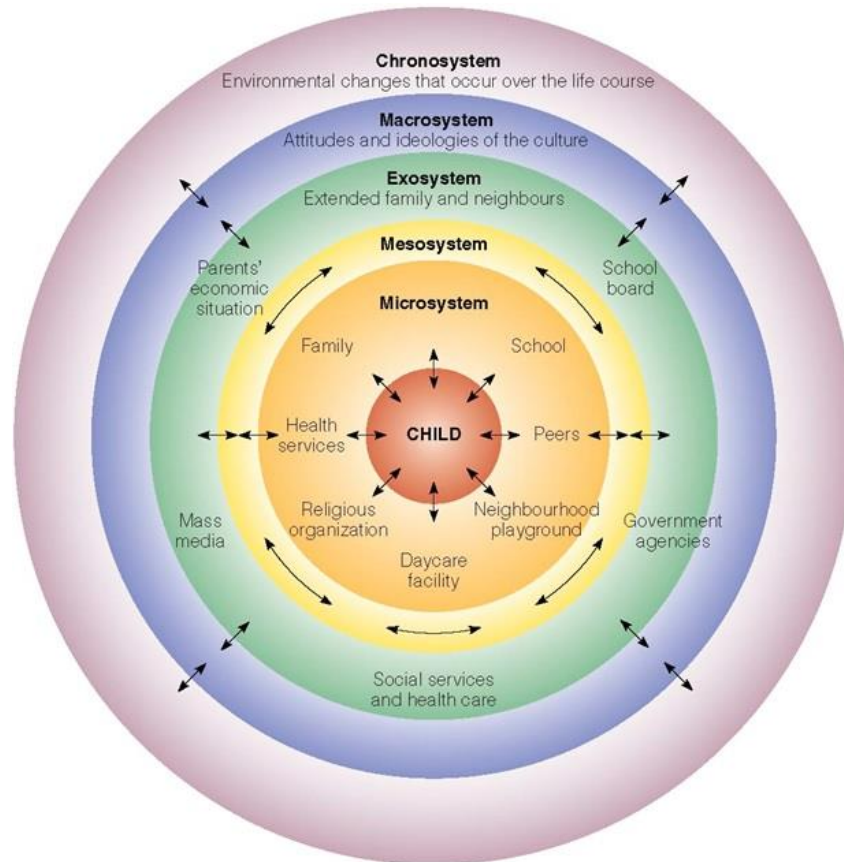 Chronosystem
Environmental changes that occur over the life course
Macrosystem
Attitudes and ideologies of the culture
Exosystem
Extended family and neighbours
Mesosystem
Parents'
economic
situation
School
board
Microsystem
Family
School
Health
services
CHILD
Peers
Religious
organization
Neighbourhood
playground
Mass
media
Government
agencies
Daycare
facility
Social services
and health care